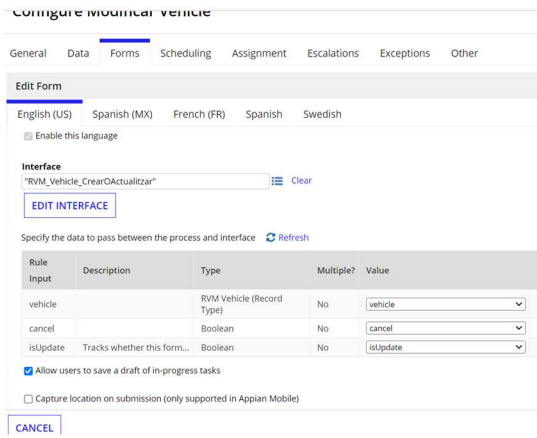 Configure Modificar Vehicle
General Data Forms Scheduling Assignment Escalations Exceptions Other
Edit Form
English (US) Spanish (MX) French (FR) Spanish Swedish
Enable this language
Interface
"RVM_Vehicle_CrearOActualitzar" Clear
EDIT INTERFACE
Specify the data to pass between the process and interface Refresh
Rule Input Description Type Multiple? Value
vehicle RVM Vehicle (Record Type) No vehicle
cancel Boolean No cancel
isUpdate Tracks whether this form... Boolean No isUpdate
Allow users to save a draft of in-progress tasks
Capture location on submission (only supported in Appian Mobile)
CANCEL